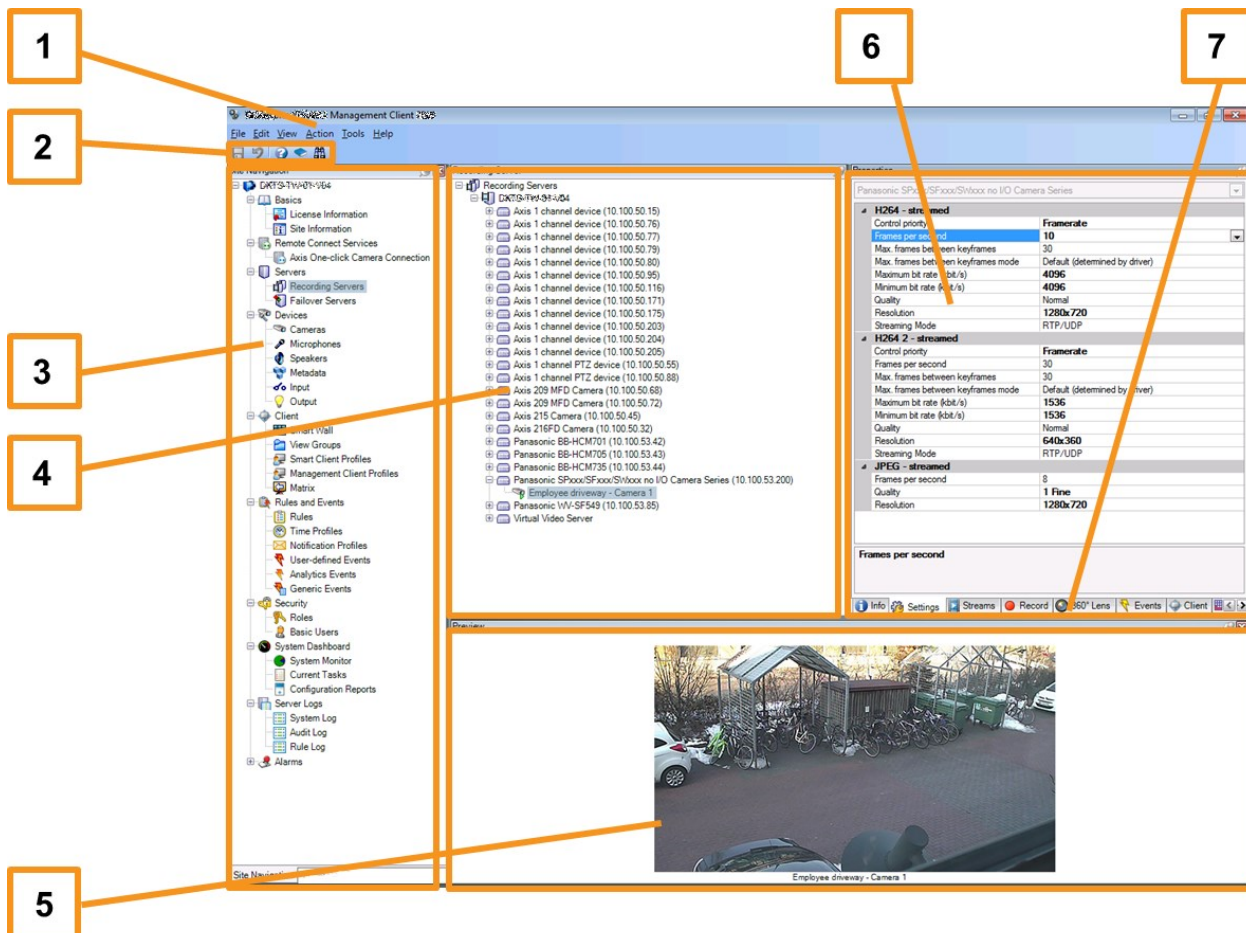 1
6
7
2
3
4
5
Management Client
File Edit View Action Tools Help
Site Navigation
DKTS-TW-01-V64
Basics
License Information
Site Information
Remote Connect Services
Axis One-click Camera Connection
Servers
Recording Servers
Failover Servers
Devices
Cameras
Microphones
Speakers
Metadata
Input
Output
Client
Smart Wall
View Groups
Smart Client Profiles
Management Client Profiles
Matrix
Rules and Events
Rules
Time Profiles
Notification Profiles
User-defined Events
Analytics Events
Generic Events
Security
Roles
Basic Users
System Dashboard
System Monitor
Current Tasks
Configuration Reports
Server Logs
System Log
Audit Log
Rule Log
Alarms
Site Navigation
Recording Server
Recording Servers
Axis 1 channel device (10.100.50.15)
Axis 1 channel device (10.100.50.76)
Axis 1 channel device (10.100.50.77)
Axis 1 channel device (10.100.50.79)
Axis 1 channel device (10.100.50.80)
Axis 1 channel device (10.100.50.95)
Axis 1 channel device (10.100.50.116)
Axis 1 channel device (10.100.50.171)
Axis 1 channel device (10.100.50.175)
Axis 1 channel device (10.100.50.203)
Axis 1 channel device (10.100.50.204)
Axis 1 channel device (10.100.50.205)
Axis 1 channel PTZ device (10.100.50.55)
Axis 1 channel PTZ device (10.100.50.88)
Axis 209 MFD Camera (10.100.50.68)
Axis 209 MFD Camera (10.100.50.72)
Axis 215 Camera (10.100.50.45)
Axis 216FD Camera (10.100.50.32)
Panasonic BB-HCM701 (10.100.53.42)
Panasonic BB-HCM705 (10.100.53.43)
Panasonic BB-HCM735 (10.100.53.44)
Panasonic SPxxx/SFxxx/SWxxx no I/O Camera Series (10.100.53.200)
Employee driveway - Camera 1
Panasonic WV-SF549 (10.100.53.85)
Virtual Video Server
Properties
Panasonic SPxxx/SFxxx/SWxxx no I/O Camera Series
H264 - streamed
Control priority Framerate
Frames per second 10
Max. frames between keyframes 30
Max. frames between keyframes mode Default (determined by driver)
Maximum bit rate (kbit/s) 4096
Minimum bit rate (kbit/s) 4096
Quality Normal
Resolution 1280x720
Streaming Mode RTP/UDP
H264 2 - streamed
Control priority Framerate
Frames per second 30
Max. frames between keyframes 30
Max. frames between keyframes mode Default (determined by driver)
Maximum bit rate (kbit/s) 1536
Minimum bit rate (kbit/s) 1536
Quality Normal
Resolution 640x360
Streaming Mode RTP/UDP
JPEG - streamed
Frames per second 8
Quality 1 Fine
Resolution 1280x720
Frames per second
Info Settings Streams Record 360° Lens Events Client
Preview
Employee driveway - Camera 1